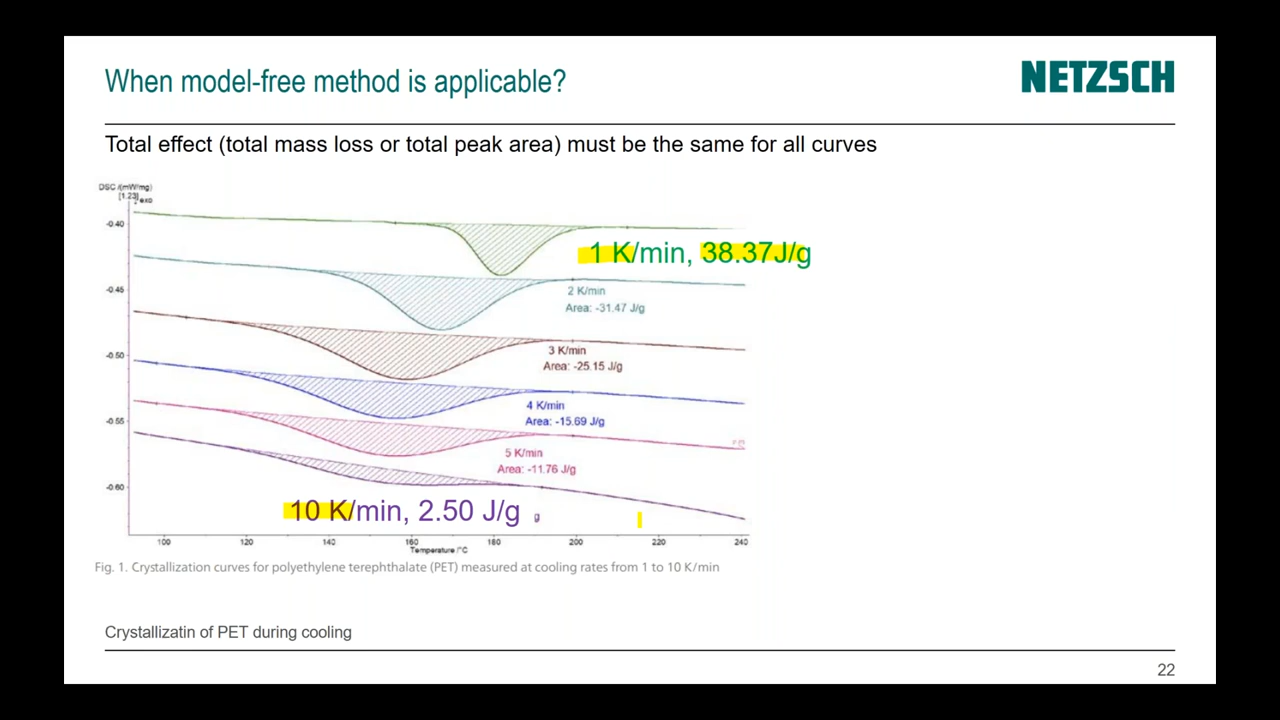 When model-free method is applicable?
NETZSCH
Total effect (total mass loss or total peak area) must be the same for all curves
DSC /(mW/mg)
[1.23]
exo
-0.40
1 K/min, 38.37J/g
-0.45
2 K/min
Area: -31.47 J/g
-0.50
3 K/min
Area: -25.15 J/g
4 K/min
Area: -15.69 J/g
-0.55
5 K/min
Area: -11.76 J/g
-0.60
10 K/min, 2.50 J/g
g
100 120 140 160 180 200 220 240
Temperature /°C
Fig. 1. Crystallization curves for polyethylene terephthalate (PET) measured at cooling rates from 1 to 10 K/min
Crystallizatin of PET during cooling
22